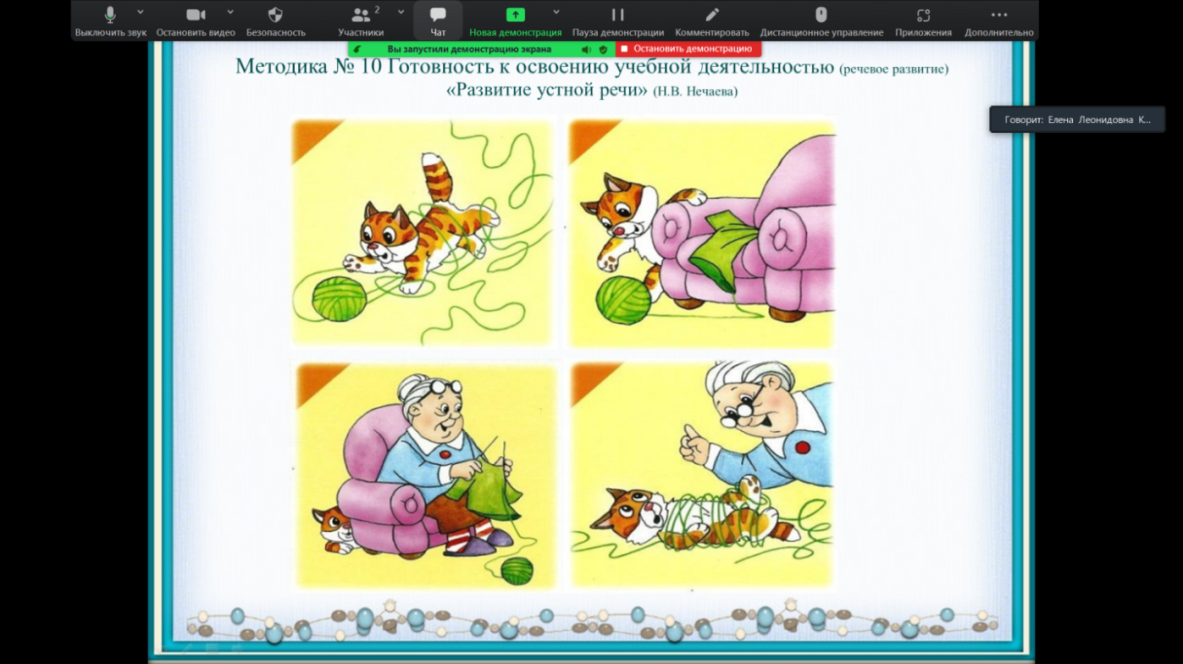 2
Выключить звук Остановить видео Безопасность Участники Чат Новая демонстрация Пауза демонстрации Комментировать Дистанционное управление Приложения Дополнительно
Вы запустили демонстрацию экрана Остановить демонстрацию
Методика № 10 Готовность к освоению учебной деятельностью (речевое развитие)
«Развитие устной речи» (Н.В. Нечаева)
Говорит: Елена Леонидовна К...